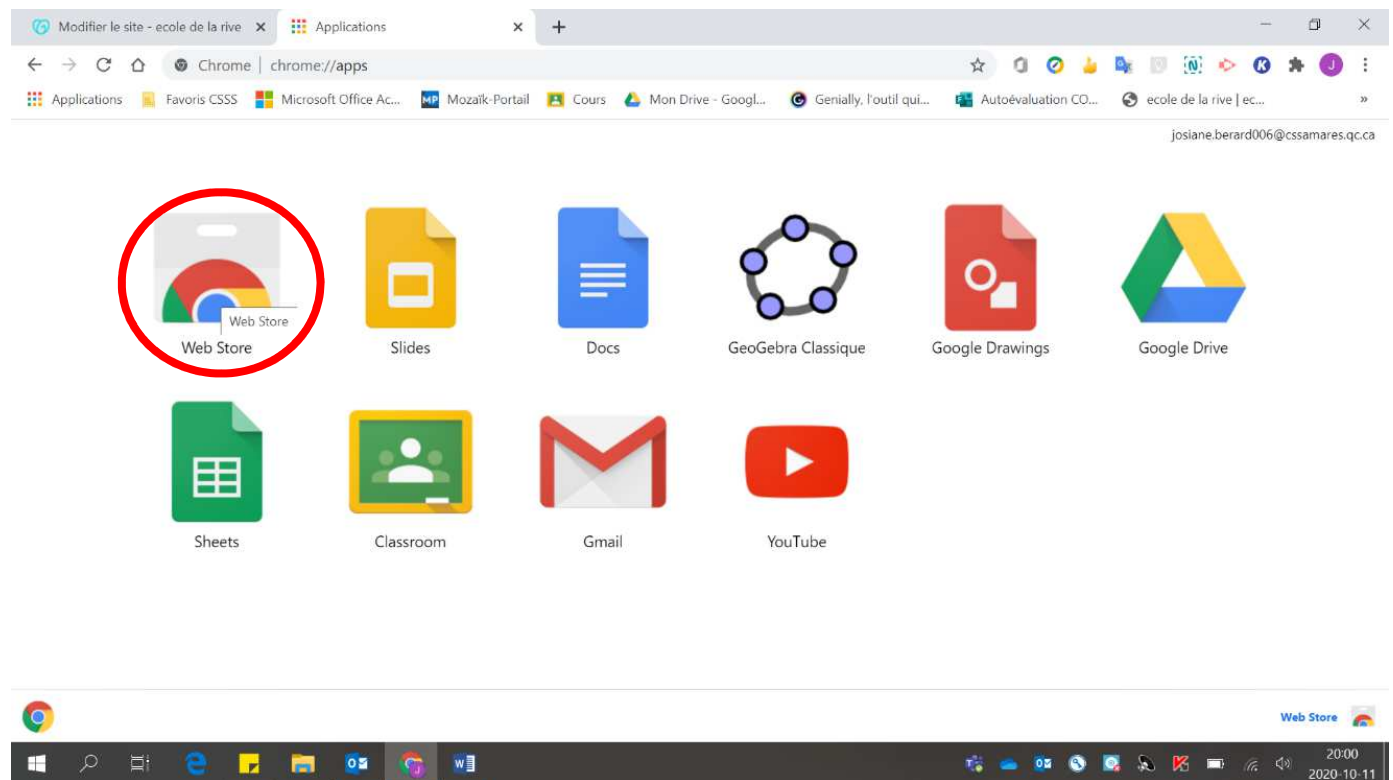 Modifier le site - ecole de la rive
Applications
Chrome | chrome://apps
Applications Favoris CSSS Microsoft Office Ac... Mozaïk-Portail Cours Mon Drive - Googl... Genially, l'outil qui... Autoévaluation CO... ecole de la rive | ec... »
josiane.berard006@cssamares.qc.ca
Web Store
Web Store Slides Docs GeoGebra Classique Google Drawings Google Drive
Sheets Classroom Gmail YouTube
Web Store
20:00
2020-10-11